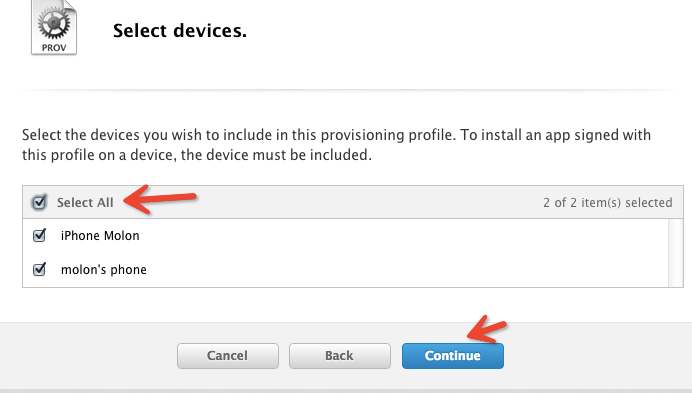 PROV
Select devices.
Select the devices you wish to include in this provisioning profile. To install an app signed with
this profile on a device, the device must be included.
Select All
2 of 2 item(s) selected
iPhone Molon
molon's phone
Cancel
Back
Continue